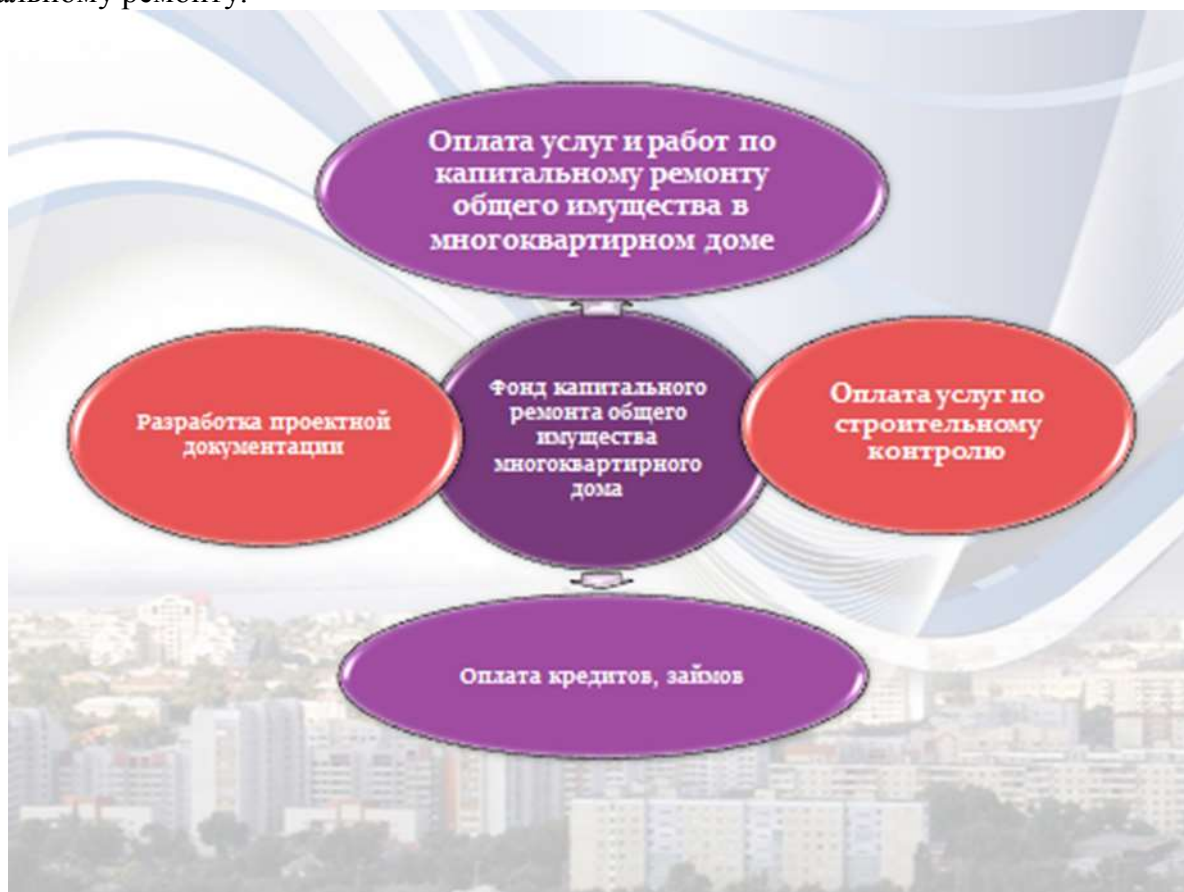 альному ремонту.
Оплата услуг и работ по
капитальному ремонту
общего имущества в
многоквартирном доме
Разработка проектной
документации
Фонд капитального
ремонта общего
имущества
многоквартирного
дома
Оплата услуг по
строительному
контролю
Оплата кредитов, займов